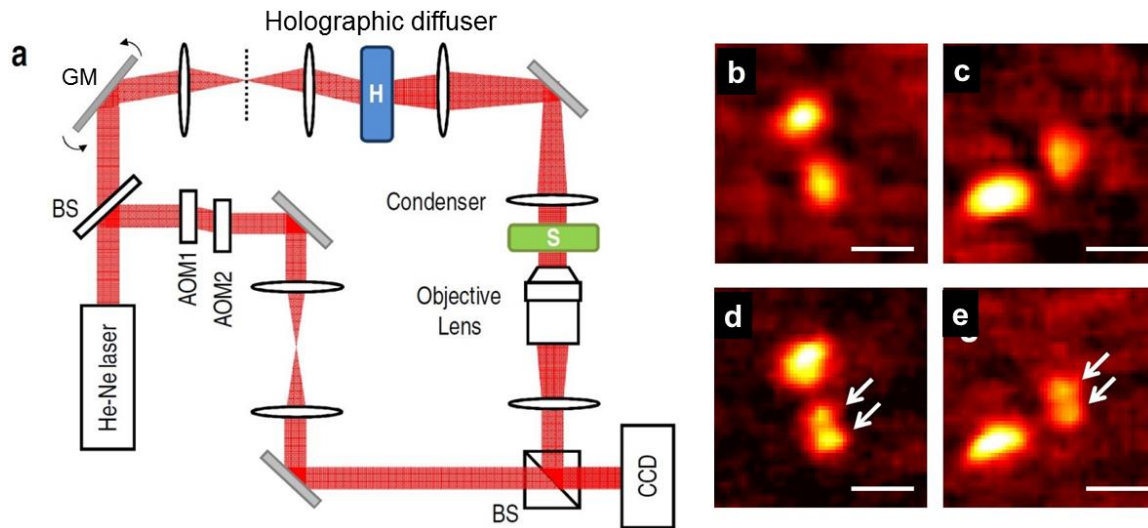 a
Holographic diffuser
GM
H
BS
AOM1
AOM2
He-Ne laser
Condenser
S
Objective
Lens
BS
CCD
b
c
d
e